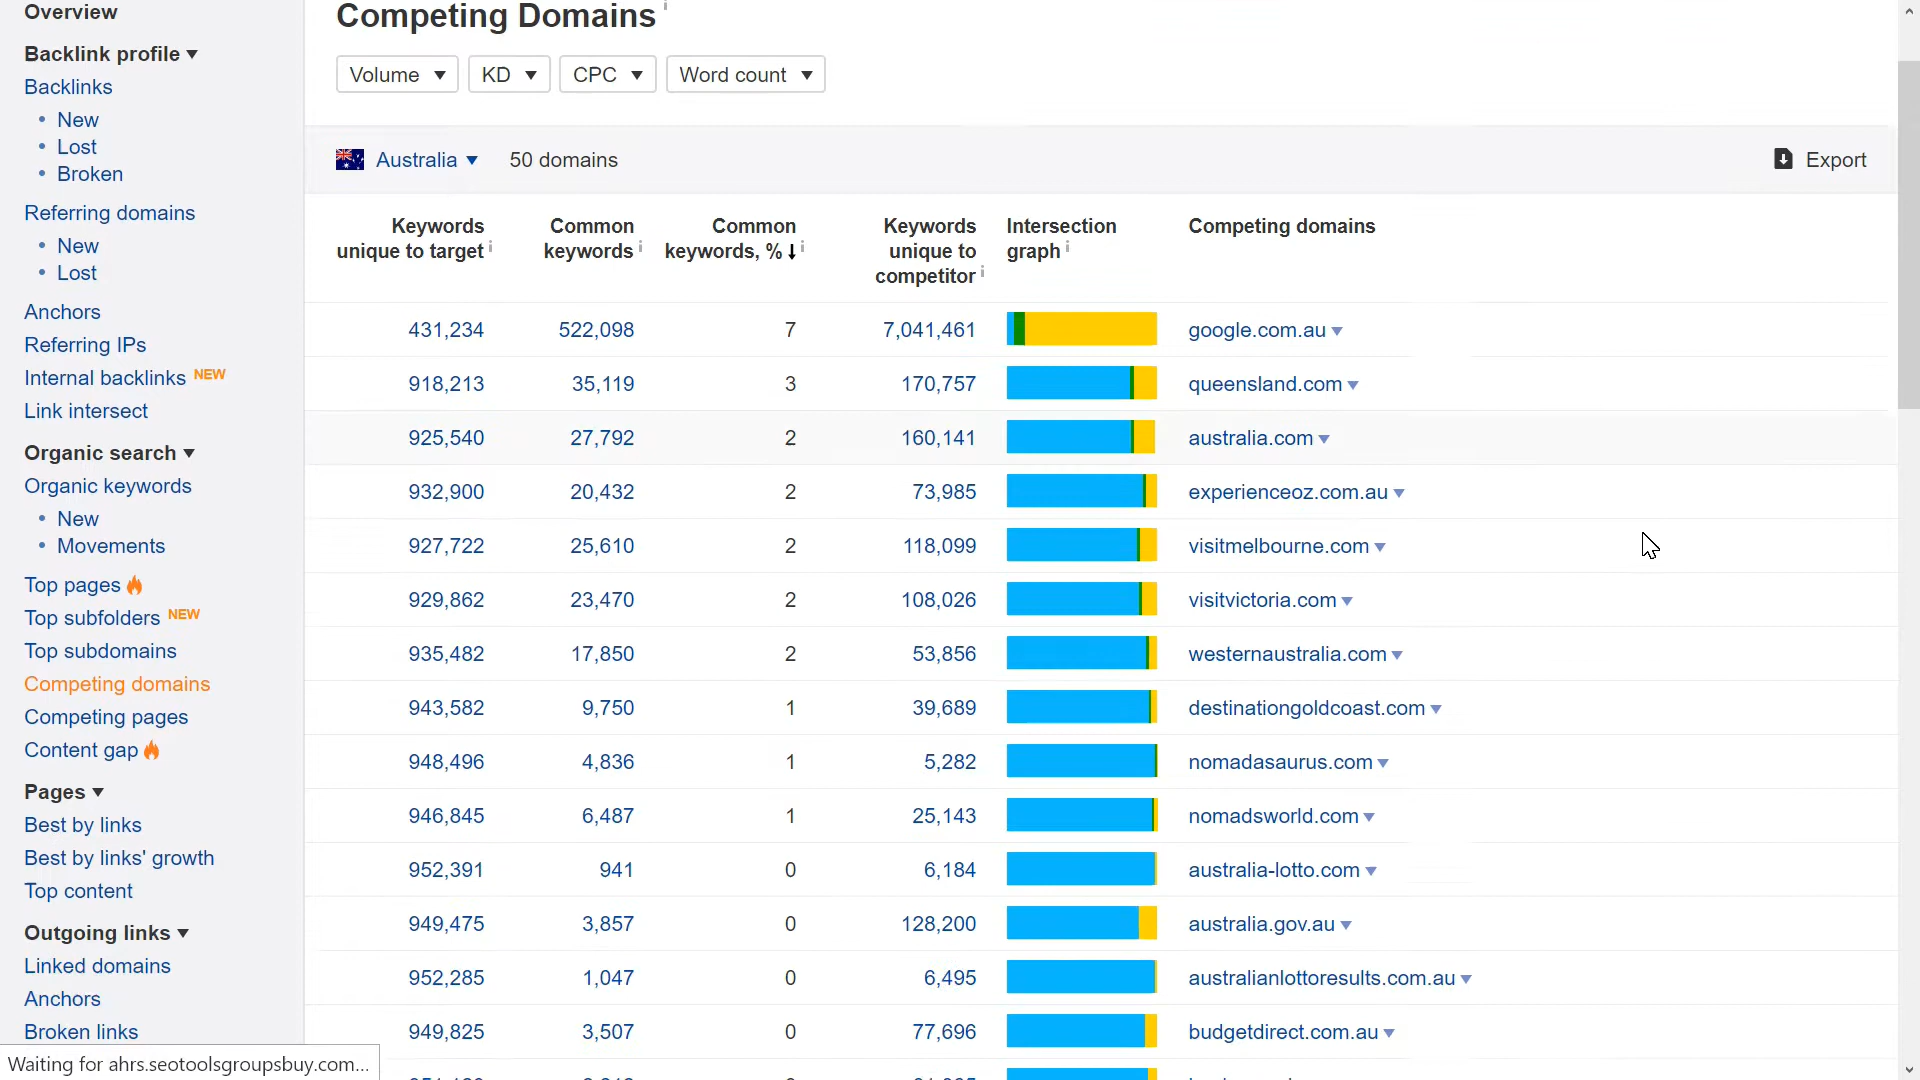 Overview
Backlink profile
Backlinks
• New
• Lost
• Broken
Referring domains
• New
• Lost
Anchors
Referring IPs
Internal backlinks NEW
Link intersect
Organic search
Organic keywords
• New
• Movements
Top pages
Top subfolders NEW
Top subdomains
Competing domains
Competing pages
Content gap
Pages
Best by links
Best by links' growth
Top content
Outgoing links
Linked domains
Anchors
Broken links
Waiting for ahrs.seotoolsgroupsbuy.com...
Competing Domains i
Volume KD CPC Word count
Australia 50 domains Export
Keywords unique to target i Common keywords i Common keywords, % ↓ i Keywords unique to competitor i Intersection graph i Competing domains
431,234 522,098 7 7,041,461 google.com.au
918,213 35,119 3 170,757 queensland.com
925,540 27,792 2 160,141 australia.com
932,900 20,432 2 73,985 experienceoz.com.au
927,722 25,610 2 118,099 visitmelbourne.com
929,862 23,470 2 108,026 visitvictoria.com
935,482 17,850 2 53,856 westernaustralia.com
943,582 9,750 1 39,689 destinationgoldcoast.com
948,496 4,836 1 5,282 nomadasaurus.com
946,845 6,487 1 25,143 nomadsworld.com
952,391 941 0 6,184 australia-lotto.com
949,475 3,857 0 128,200 australia.gov.au
952,285 1,047 0 6,495 australianlottoresults.com.au
949,825 3,507 0 77,696 budgetdirect.com.au